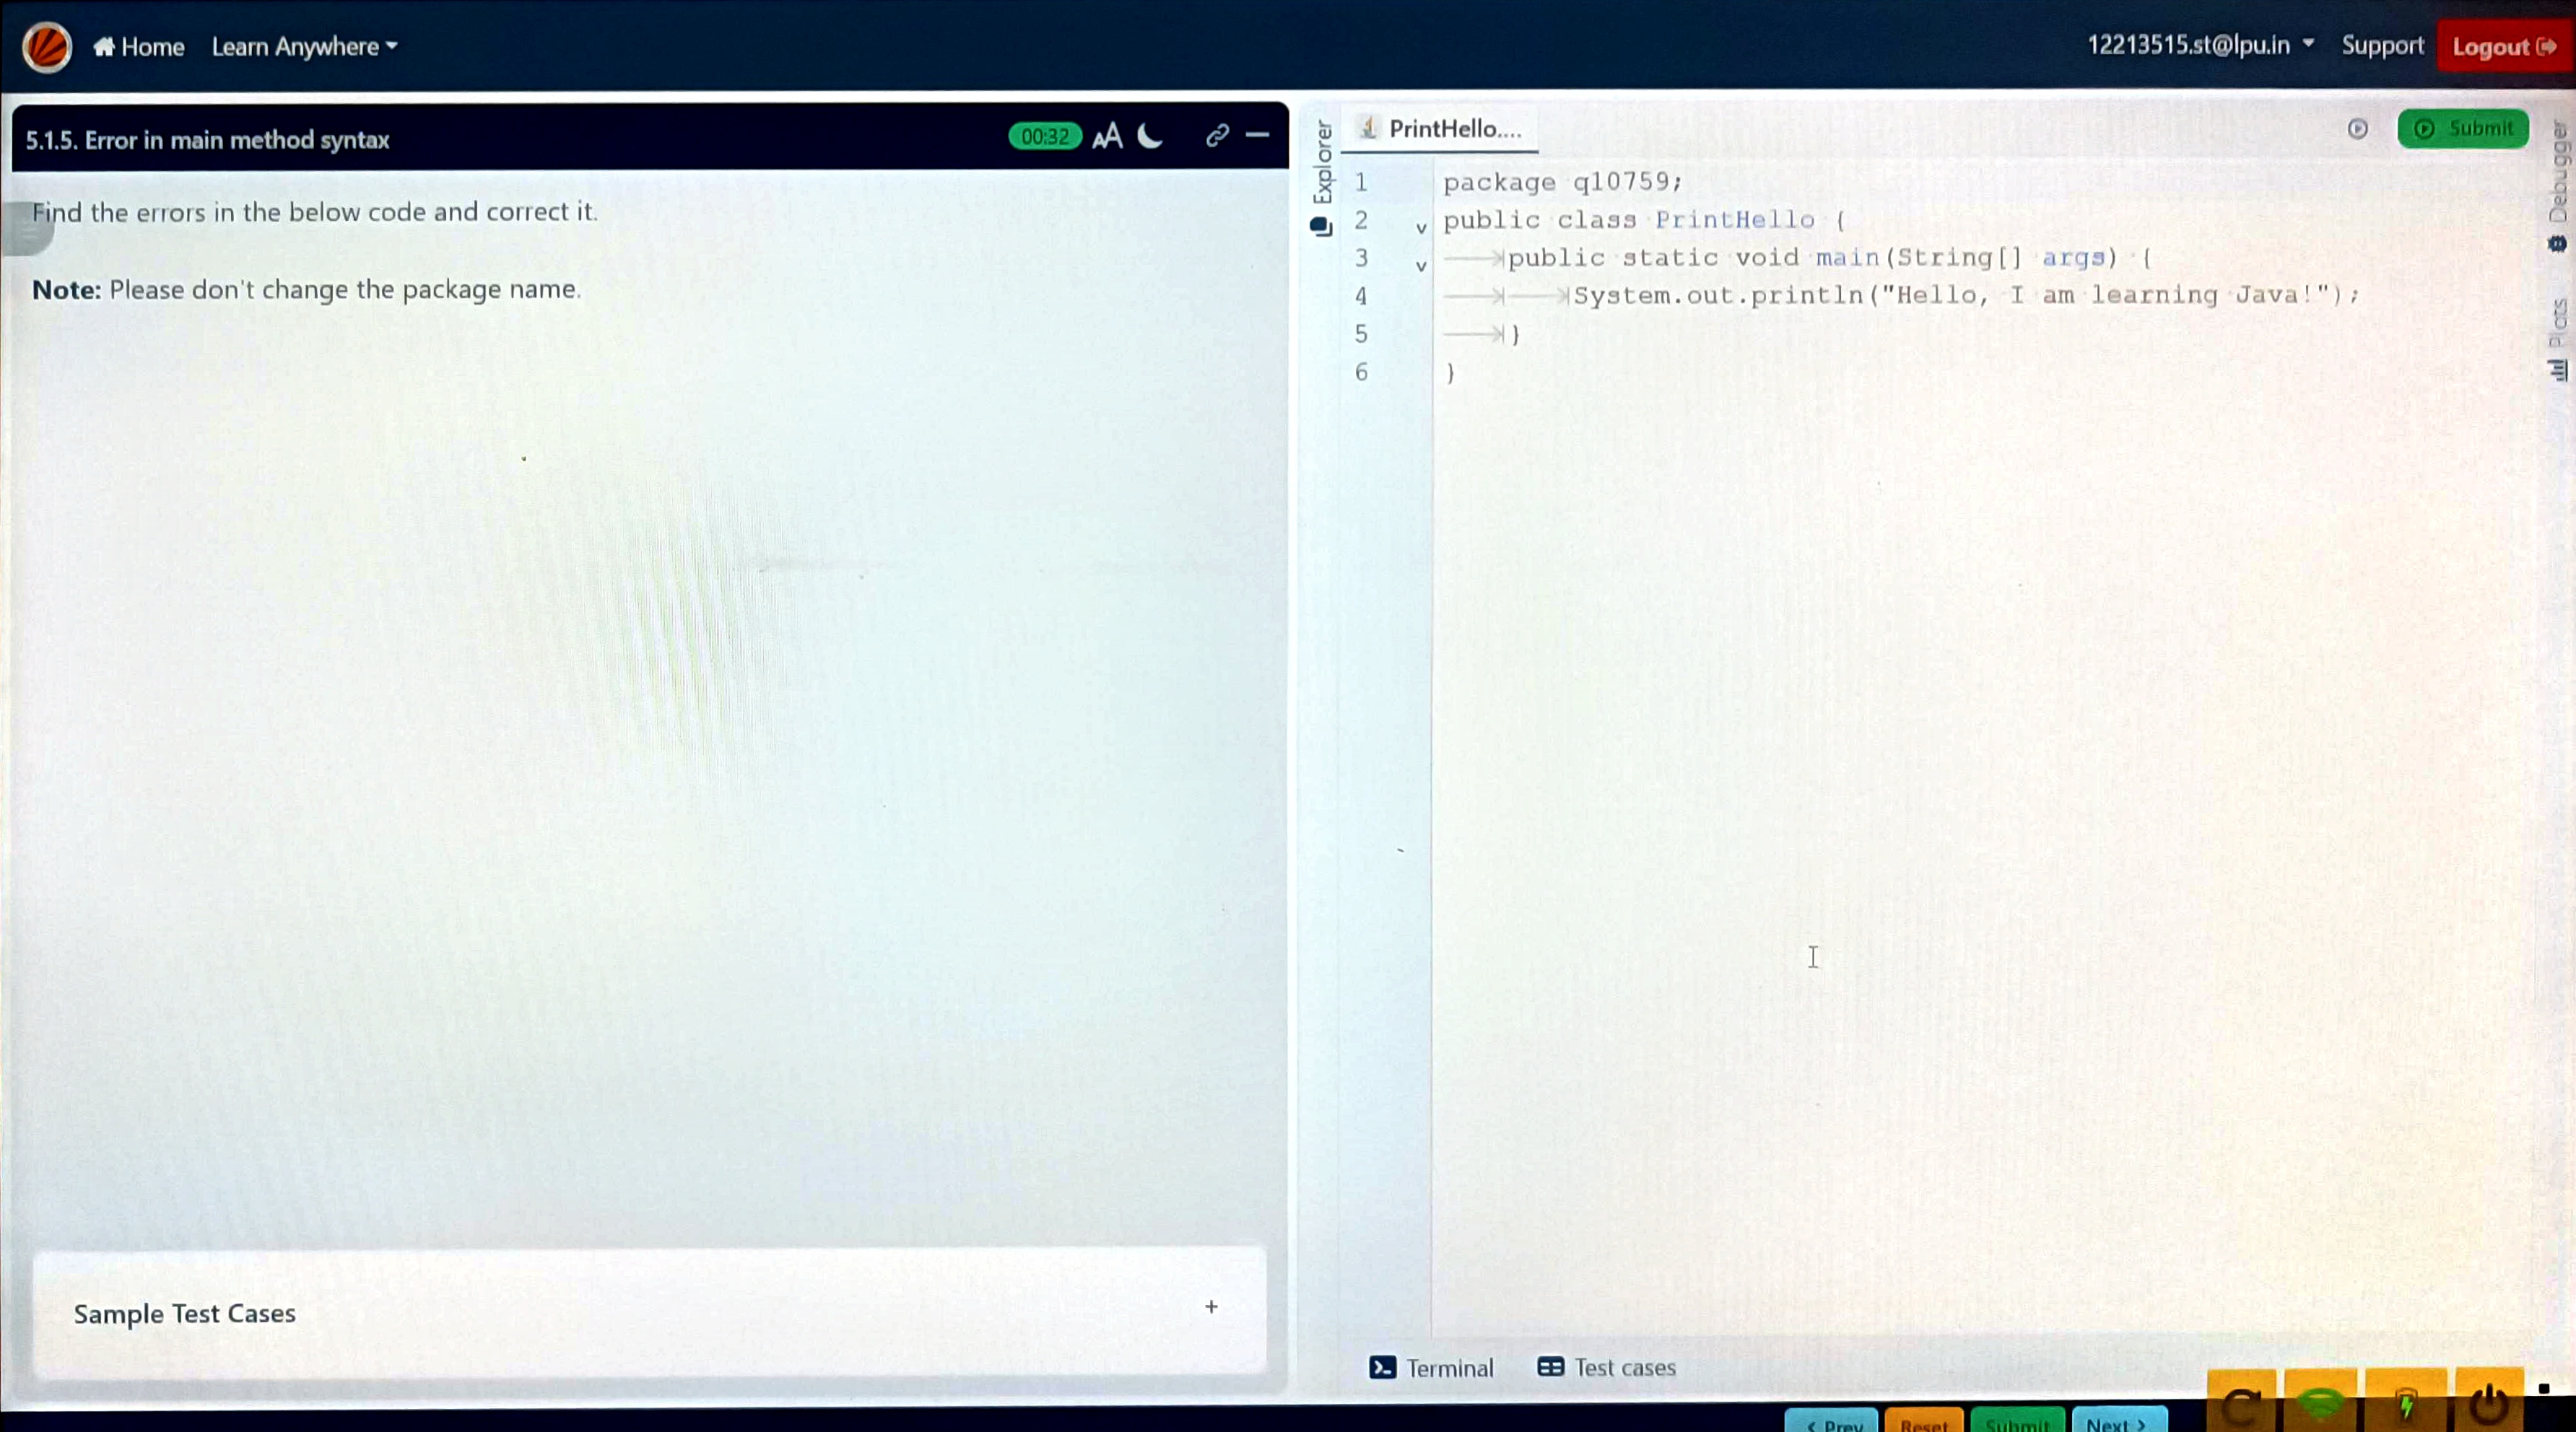 Home Learn Anywhere 12213515.st@lpu.in Support Logout
5.1.5. Error in main method syntax 00:32 AA
Find the errors in the below code and correct it.
Note: Please don't change the package name.
Sample Test Cases +
Explorer
PrintHello.... Submit
1 package q10759;
2 public class PrintHello {
3 public static void main(String[] args) {
4 System.out.println("Hello, I am learning Java!");
5 }
6 }
Debugger
Plots
Terminal Test cases
< Prev Reset Submit Next >